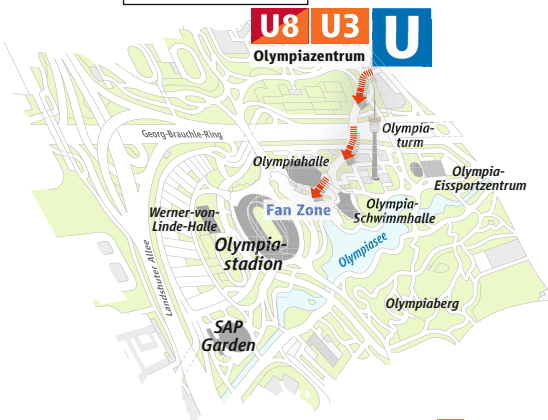 U8 U3 U
Olympiazentrum
Olympia-
turm
Georg-Brauchle-Ring
Olympiahalle
Olympia-
Eissportzentrum
Fan Zone
Olympia-
Schwimmhalle
Werner-von-
Linde-Halle
Olympia-
stadion
Olympiasee
Landshuter Allee
Olympiaberg
SAP
Garden